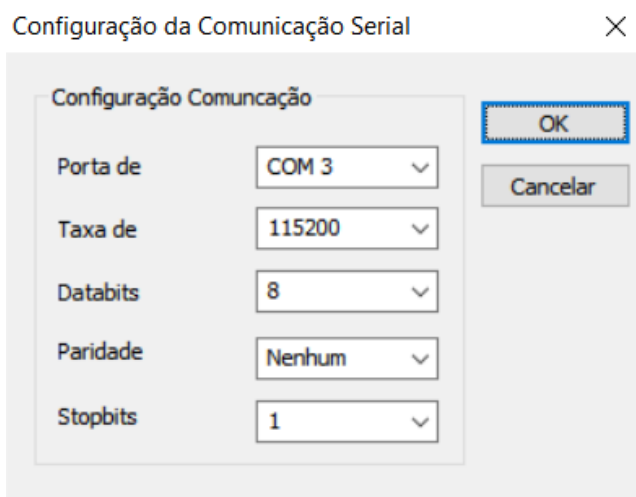 Configuração da Comunicação Serial
Configuração Comuncação
OK
Cancelar
Porta de COM 3
Taxa de 115200
Databits 8
Paridade Nenhum
Stopbits 1